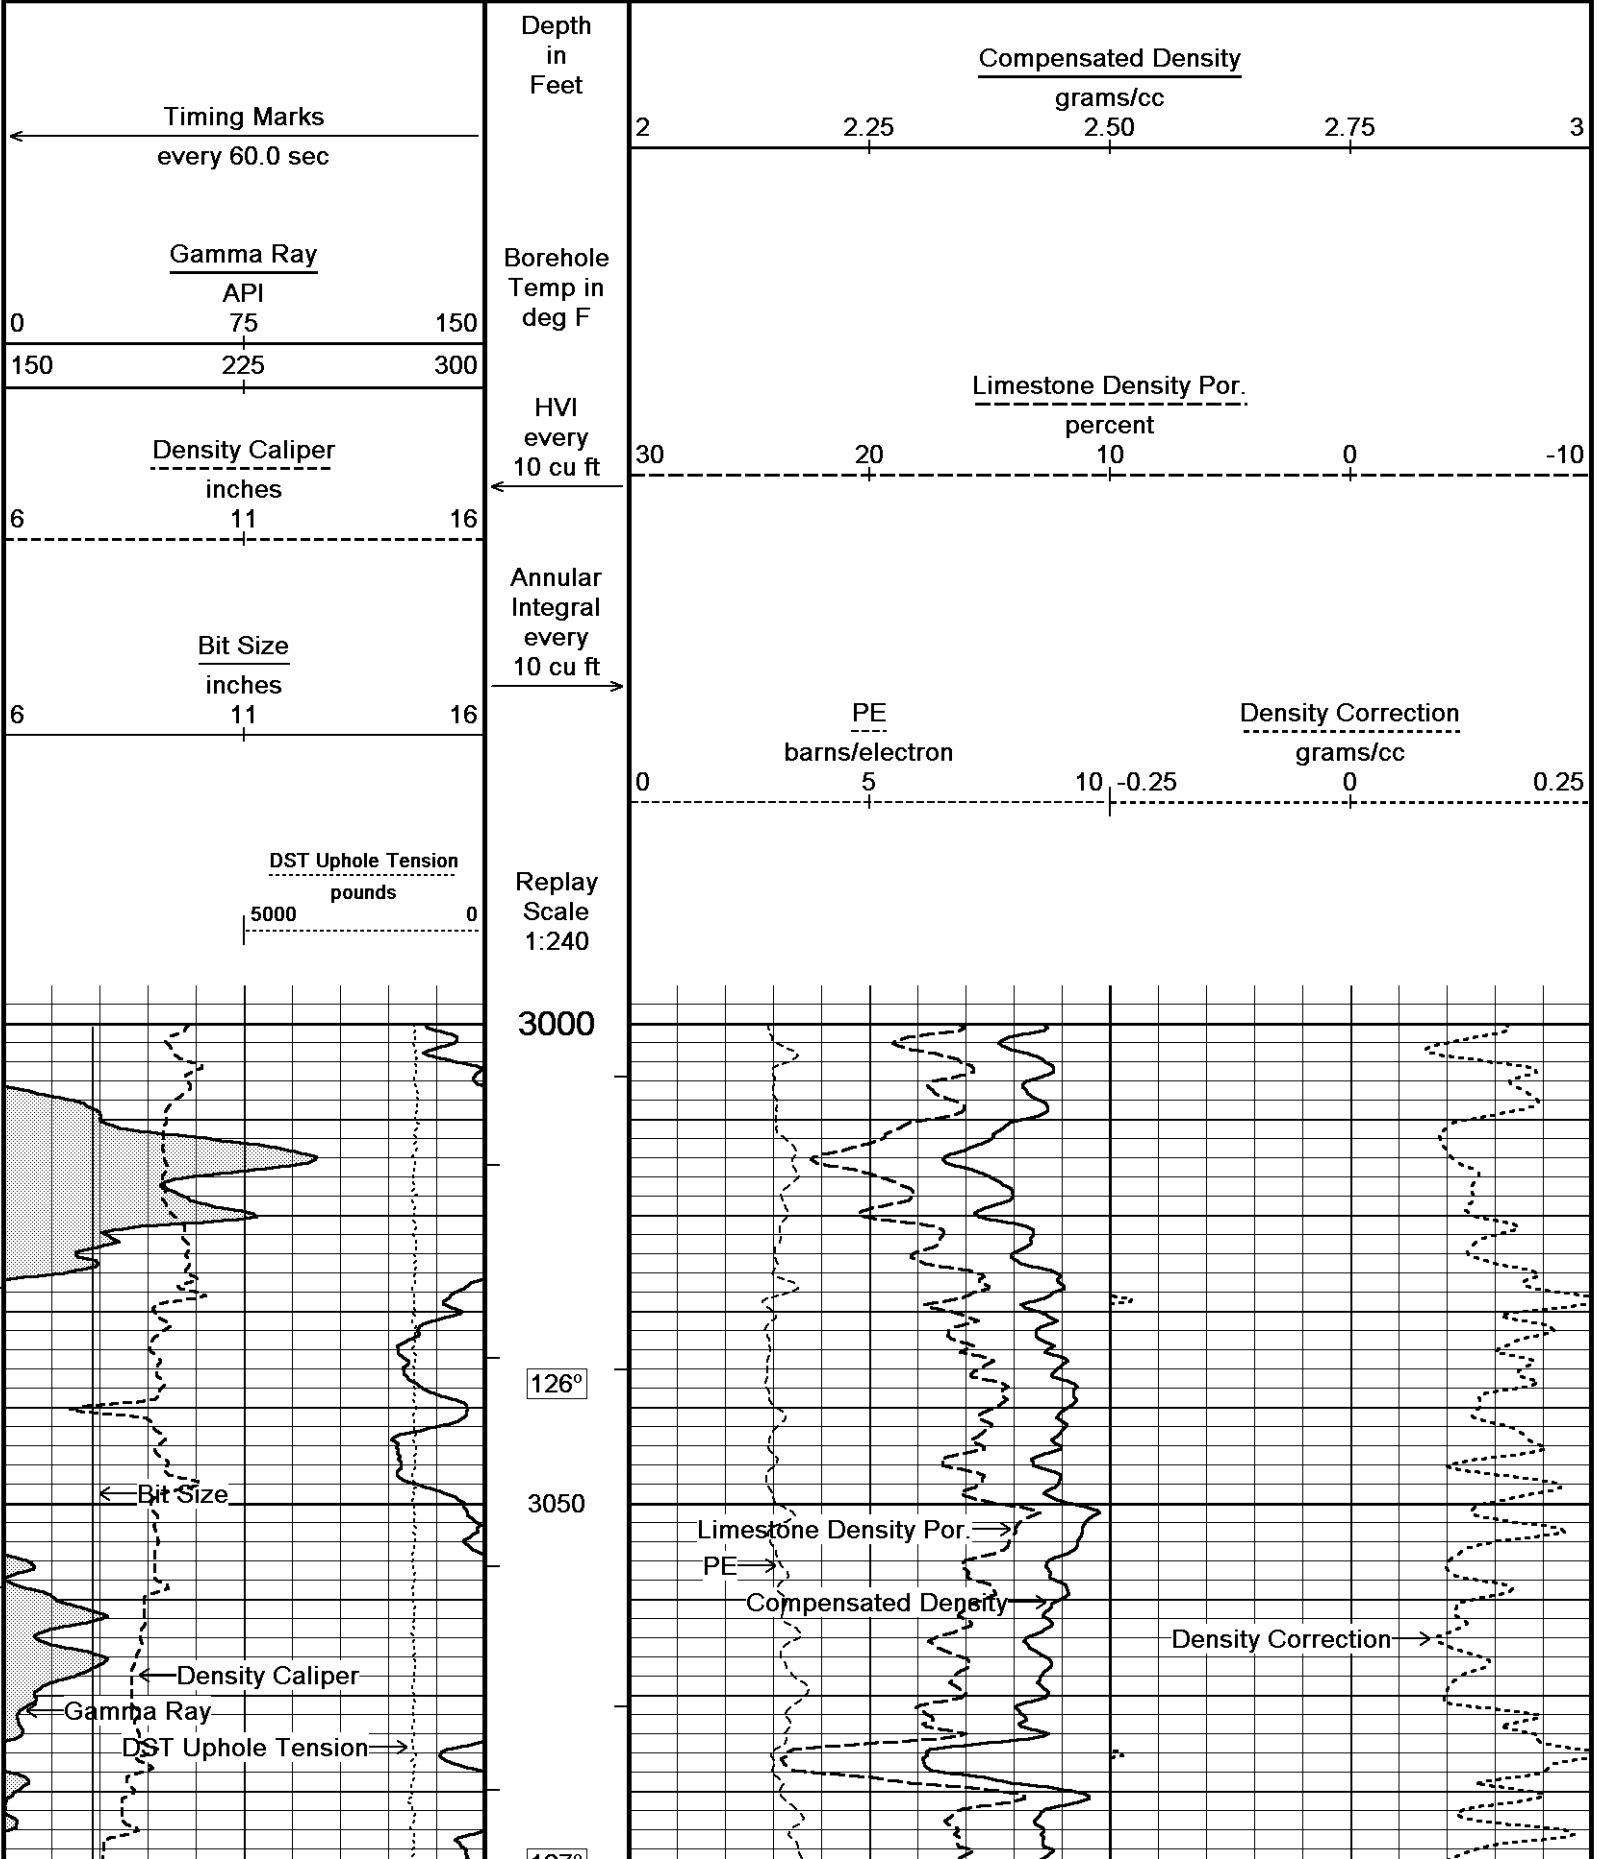 Timing Marks
every 60.0 sec
Gamma Ray
API
0 75 150
150 225 300
Density Caliper
inches
6 11 16
Bit Size
inches
6 11 16
DST Uphole Tension
pounds
5000 0
Depth
in
Feet
Borehole
Temp in
deg F
HVI
every
10 cu ft
Annular
Integral
every
10 cu ft
Replay
Scale
1:240
Compensated Density
grams/cc
2 2.25 2.50 2.75 3
Limestone Density Por.
percent
30 20 10 0 -10
PE
barns/electron
0 5 10
Density Correction
grams/cc
-0.25 0 0.25
3000
126°
Bit Size
3050
Limestone Density Por.
PE
Compensated Density
Density Correction
Density Caliper
Gamma Ray
DST Uphole Tension